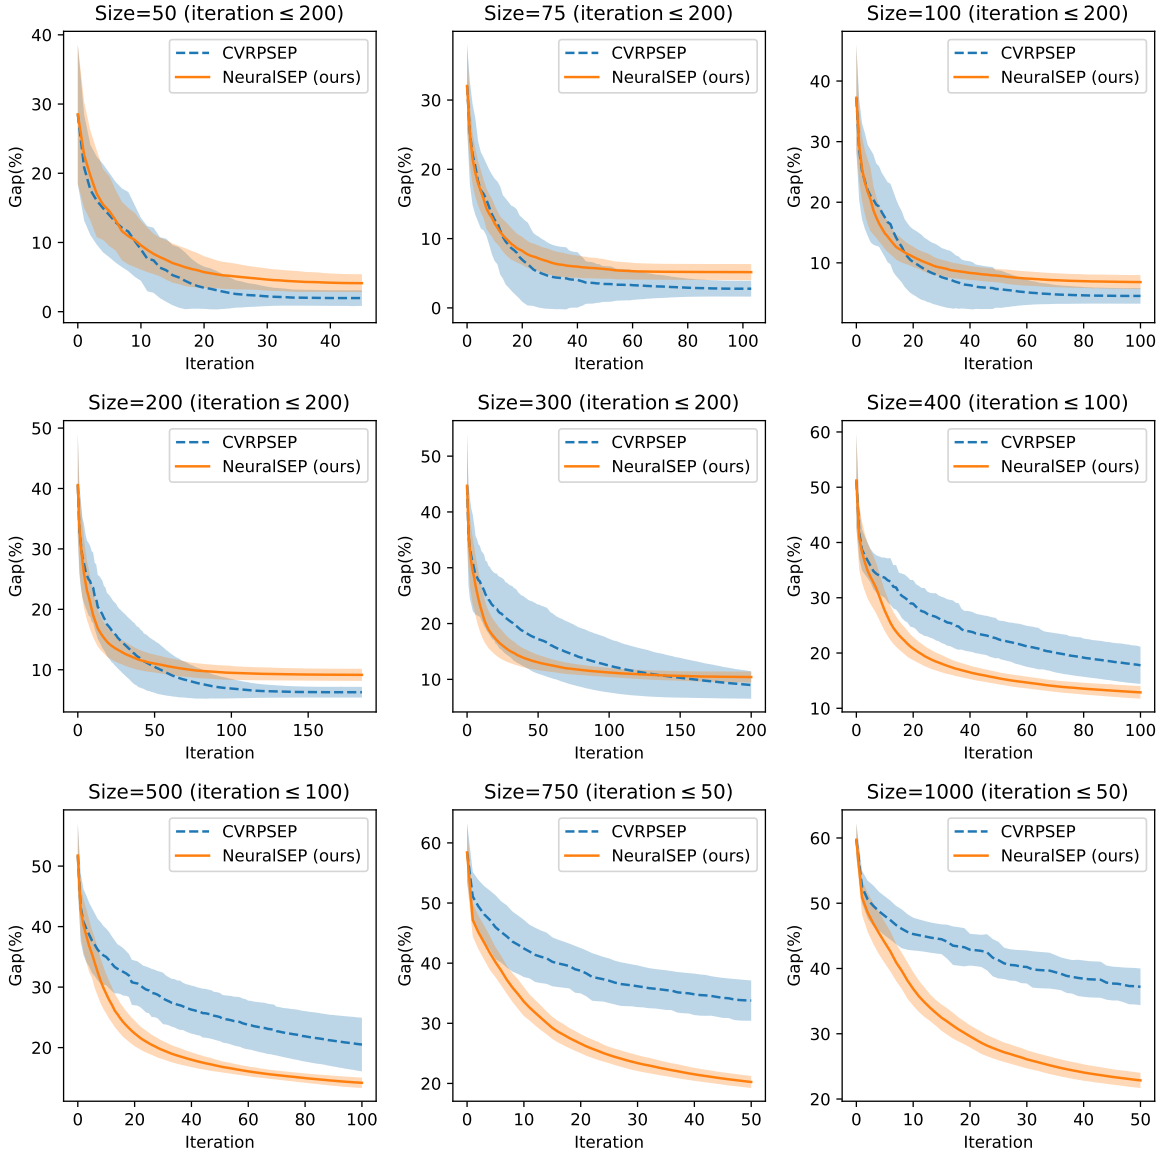 Size=50 (iteration ≤ 200)
Gap(%)
40
30
20
10
0
CVRPSEP
NeuralSEP (ours)
0 10 20 30 40
Iteration
Size=75 (iteration ≤ 200)
Gap(%)
30
20
10
0
CVRPSEP
NeuralSEP (ours)
0 20 40 60 80 100
Iteration
Size=100 (iteration ≤ 200)
Gap(%)
40
30
20
10
CVRPSEP
NeuralSEP (ours)
0 20 40 60 80 100
Iteration
Size=200 (iteration ≤ 200)
Gap(%)
50
40
30
20
10
CVRPSEP
NeuralSEP (ours)
0 50 100 150
Iteration
Size=300 (iteration ≤ 200)
Gap(%)
50
40
30
20
10
CVRPSEP
NeuralSEP (ours)
0 50 100 150 200
Iteration
Size=400 (iteration ≤ 100)
Gap(%)
60
50
40
30
20
10
CVRPSEP
NeuralSEP (ours)
0 20 40 60 80 100
Iteration
Size=500 (iteration ≤ 100)
Gap(%)
50
40
30
20
CVRPSEP
NeuralSEP (ours)
0 20 40 60 80 100
Iteration
Size=750 (iteration ≤ 50)
Gap(%)
60
50
40
30
20
CVRPSEP
NeuralSEP (ours)
0 10 20 30 40 50
Iteration
Size=1000 (iteration ≤ 50)
Gap(%)
60
50
40
30
20
CVRPSEP
NeuralSEP (ours)
0 10 20 30 40 50
Iteration